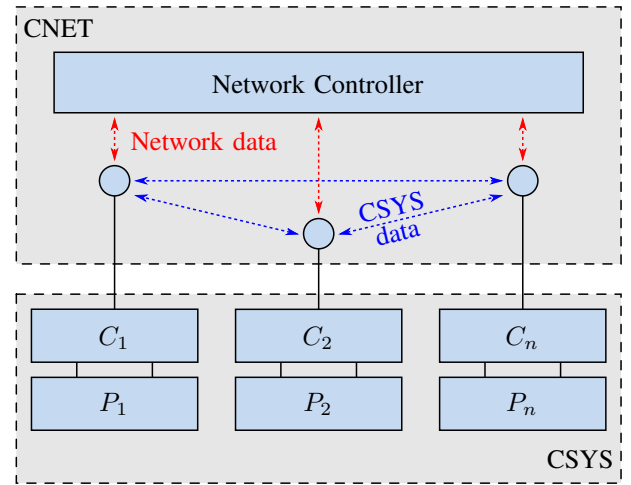 CNET
Network Controller
Network data
CSYS
data
C₁ C₂ Cₙ
P₁ P₂ Pₙ
CSYS